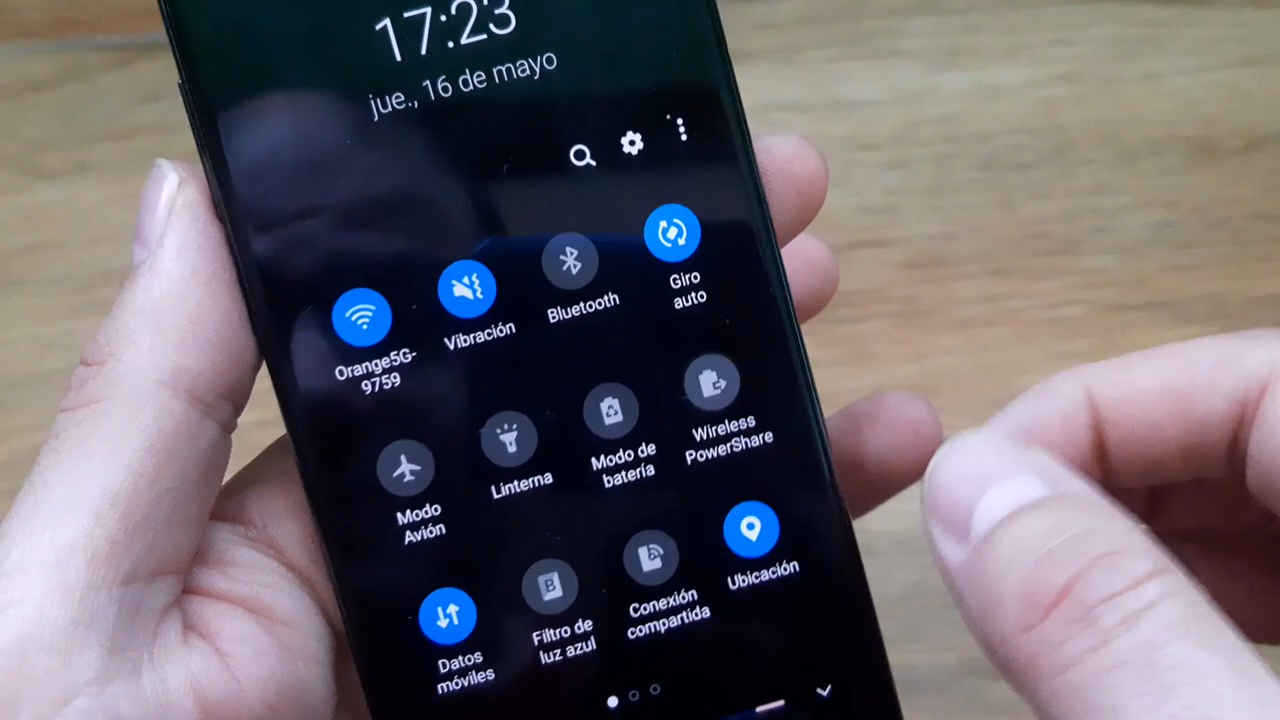 17:23
jue., 16 de mayo
Orange5G-
9759
Vibración
Bluetooth
Giro
auto
Modo
Avión
Linterna
Modo de
batería
Wireless
PowerShare
Datos
móviles
Filtro de
luz azul
Conexión
compartida
Ubicación